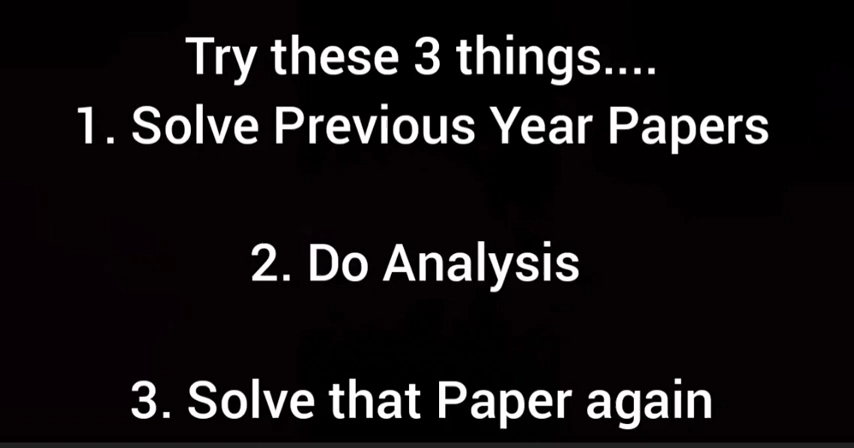 Try these 3 things....
1. Solve Previous Year Papers
2. Do Analysis
3. Solve that Paper again